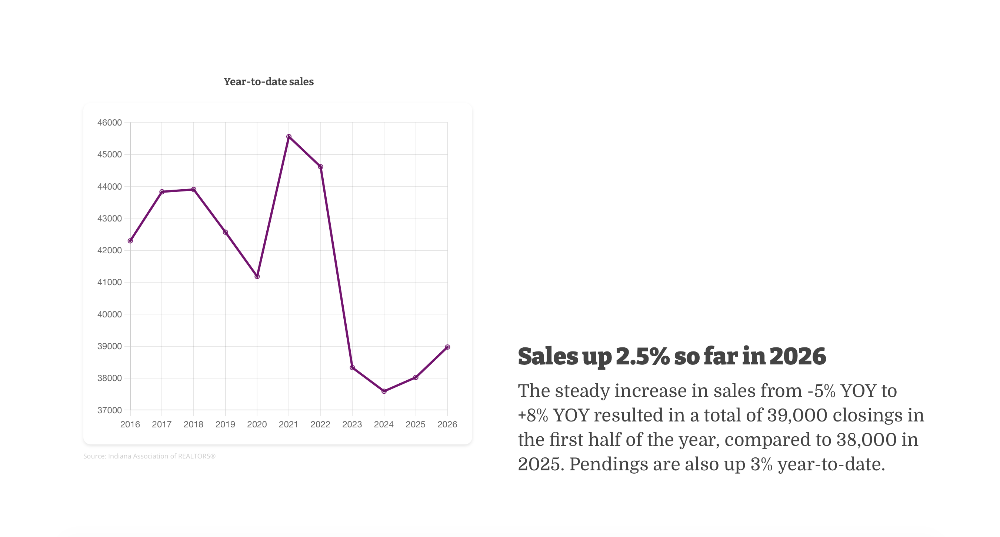 Year-to-date sales
46000
45000
44000
43000
42000
41000
40000
39000
38000
37000
2016 2017 2018 2019 2020 2021 2022 2023 2024 2025 2026
Source: Indiana Association of REALTORS®
Sales up 2.5% so far in 2026
The steady increase in sales from -5% YOY to
+8% YOY resulted in a total of 39,000 closings in
the first half of the year, compared to 38,000 in
2025. Pendings are also up 3% year-to-date.